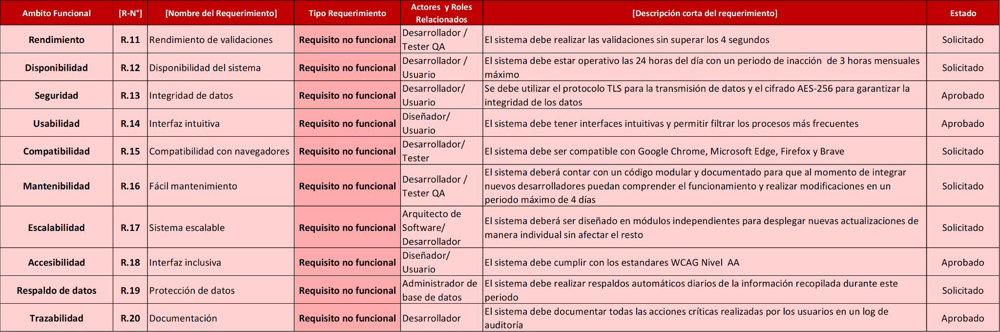 Ambito Funcional [R-N°] [Nombre del Requerimiento] Tipo Requerimiento Actores y Roles Relacionados [Descripción corta del requerimiento] Estado
Rendimiento R.11 Rendimiento de validaciones Requisito no funcional Desarrollador / Tester QA El sistema debe realizar las validaciones sin superar los 4 segundos Solicitado
Disponibilidad R.12 Disponibilidad del sistema Requisito no funcional Desarrollador / Usuario El sistema debe estar operativo las 24 horas del día con un periodo de inacción de 3 horas mensuales máximo Solicitado
Seguridad R.13 Integridad de datos Requisito no funcional Desarrollador/ Usuario Se debe utilizar el protocolo TLS para la transmisión de datos y el cifrado AES-256 para garantizar la integridad de los datos Aprobado
Usabilidad R.14 Interfaz intuitiva Requisito no funcional Diseñador/ Usuario El sistema debe tener interfaces intuitivas y permitir filtrar los procesos más frecuentes Aprobado
Compatibilidad R.15 Compatibilidad con navegadores Requisito no funcional Desarrollador/ Tester El sistema debe ser compatible con Google Chrome, Microsoft Edge, Firefox y Brave Solicitado
Mantenibilidad R.16 Fácil mantenimiento Requisito no funcional Desarrollador / Tester QA El sistema deberá contar con un código modular y documentado para que al momento de integrar nuevos desarrolladores puedan comprender el funcionamiento y realizar modificaciones en un periodo máximo de 4 días Solicitado
Escalabilidad R.17 Sistema escalable Requisito no funcional Arquitecto de Software/ Desarrollador El sistema deberá ser diseñado en módulos independientes para desplegar nuevas actualizaciones de manera individual sin afectar el resto Solicitado
Accesibilidad R.18 Interfaz inclusiva Requisito no funcional Diseñador/ Usuario El sistema debe cumplir con los estandares WCAG Nivel AA Aprobado
Respaldo de datos R.19 Protección de datos Requisito no funcional Administrador de base de datos El sistema debe realizar respaldos automáticos diarios de la información recopilada durante este periodo Solicitado
Trazabilidad R.20 Documentación Requisito no funcional Desarrollador El sistema debe documentar todas las acciones críticas realizadas por los usuarios en un log de auditoría Aprobado